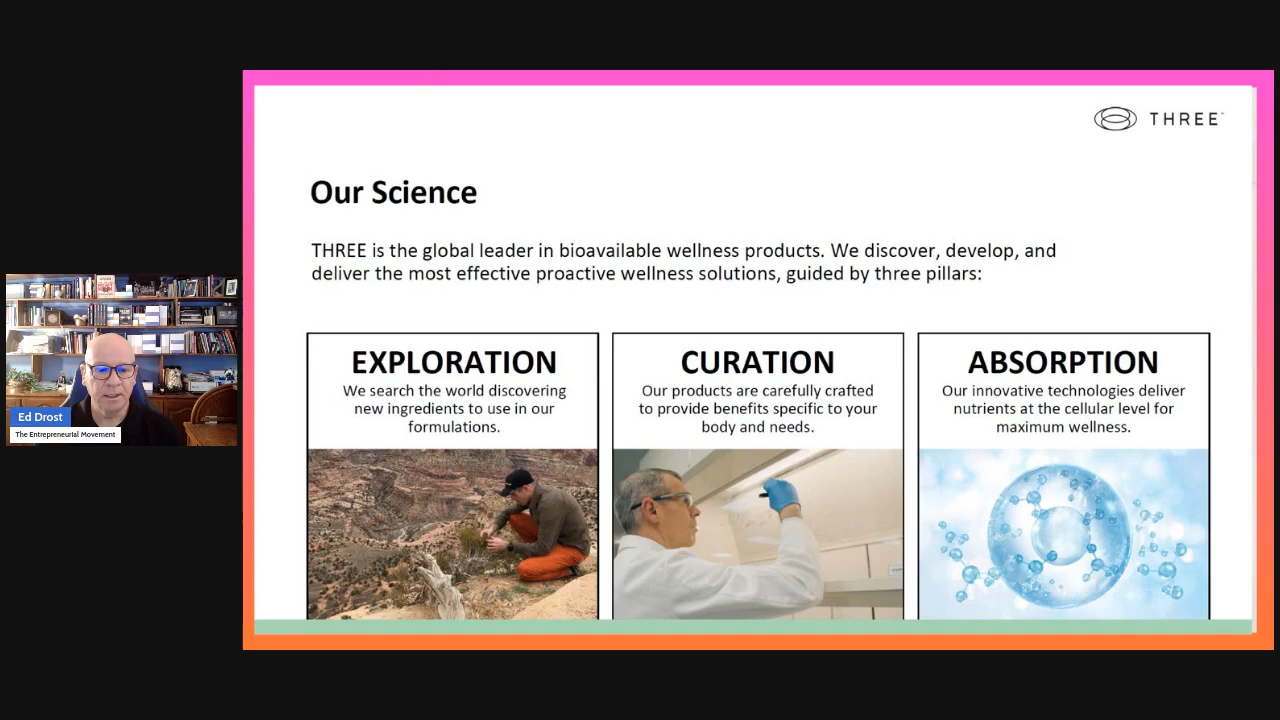 THREE
Our Science
THREE is the global leader in bioavailable wellness products. We discover, develop, and
deliver the most effective proactive wellness solutions, guided by three pillars:
EXPLORATION
We search the world discovering
new ingredients to use in our
formulations.
CURATION
Our products are carefully crafted
to provide benefits specific to your
body and needs.
ABSORPTION
Our innovative technologies deliver
nutrients at the cellular level for
maximum wellness.
Ed Drost
The Entrepreneurial Movement